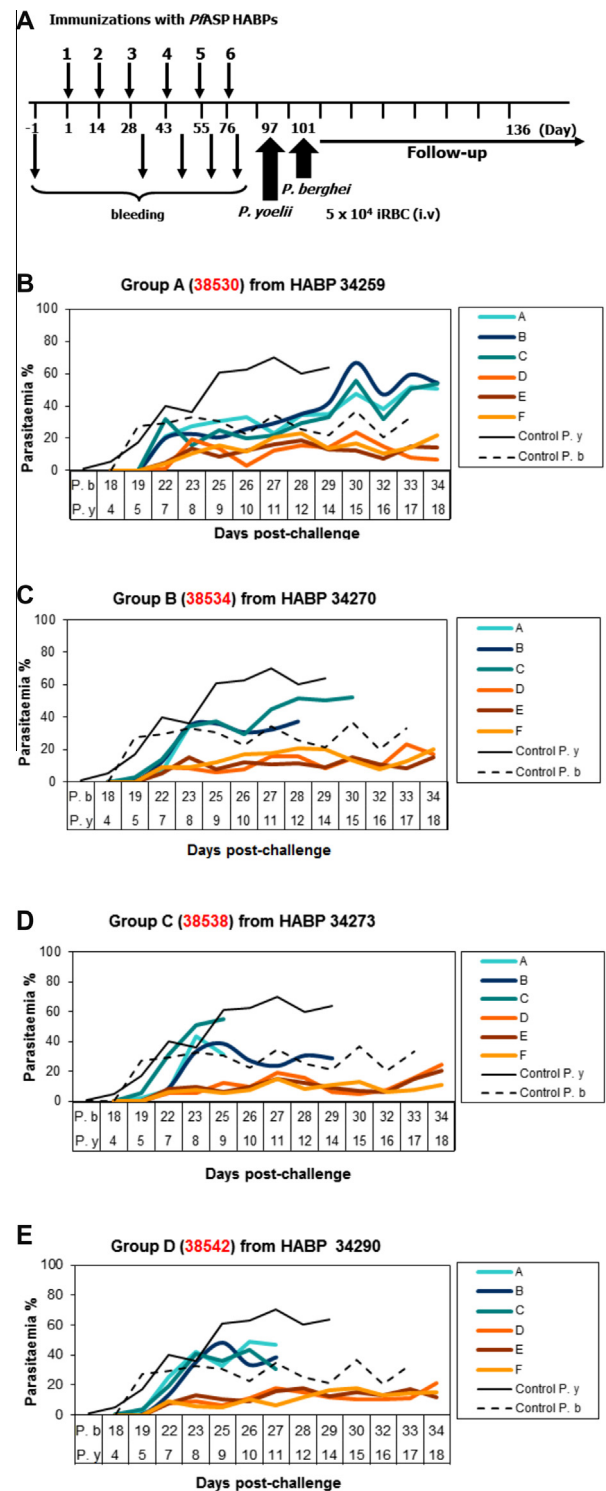 A Immunizations with PfASP HABPs
1 2 3 4 5 6
-1 1 14 28 43 55 76 97 101 136 (Day)
Follow-up
bleeding
P. yoelii
P. berghei
5 x 10⁴ iRBC (i.v)
B Group A (38530) from HABP 34259
Parasitaemia %
100
80
60
40
20
0
P. b 18 19 22 23 25 26 27 28 29 30 32 33 34
P. y 4 5 7 8 9 10 11 12 14 15 16 17 18
Days post-challenge
A
B
C
D
E
F
Control P. y
Control P. b
C Group B (38534) from HABP 34270
Parasitaemia %
100
80
60
40
20
0
P. b 18 19 22 23 25 26 27 28 29 30 32 33 34
P. y 4 5 7 8 9 10 11 12 14 15 16 17 18
Days post-challenge
A
B
C
D
E
F
Control P. y
Control P. b
D Group C (38538) from HABP 34273
Parasitaemia %
100
80
60
40
20
0
P. b 18 19 22 23 25 26 27 28 29 30 32 33 34
P. y 4 5 7 8 9 10 11 12 14 15 16 17 18
Days post-challenge
A
B
C
D
E
F
Control P. y
Control P. b
E Group D (38542) from HABP 34290
Parasitaemia %
100
80
60
40
20
0
P. b 18 19 22 23 25 26 27 28 29 30 32 33 34
P. y 4 5 7 8 9 10 11 12 14 15 16 17 18
Days post-challenge
A
B
C
D
E
F
Control P. y
Control P. b